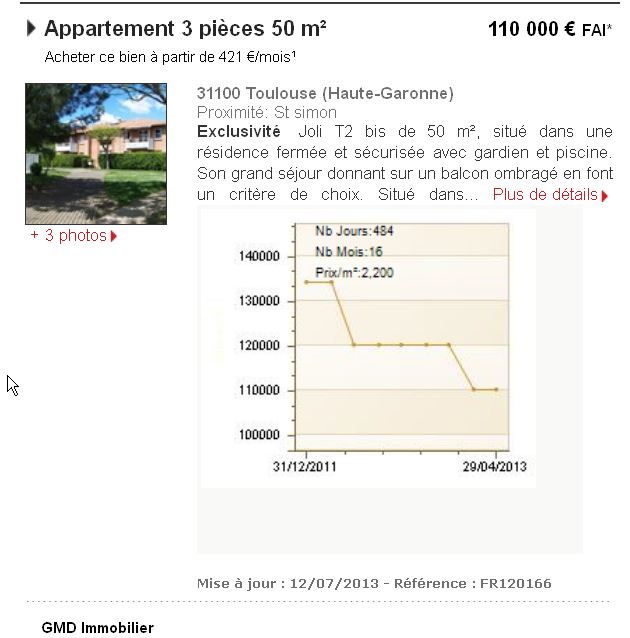 Appartement 3 pièces 50 m²
110 000 € FAI*
Acheter ce bien à partir de 421 €/mois¹
31100 Toulouse (Haute-Garonne)
Proximité: St simon
Exclusivité Joli T2 bis de 50 m², situé dans une
résidence fermée et sécurisée avec gardien et piscine.
Son grand séjour donnant sur un balcon ombragé en font
un critère de choix. Situé dans... Plus de détails
+ 3 photos
Nb Jours:484
Nb Mois:16
Prix/m²:2,200
140000
130000
120000
110000
100000
31/12/2011
29/04/2013
Mise à jour : 12/07/2013 - Référence : FR120166
GMD Immobilier